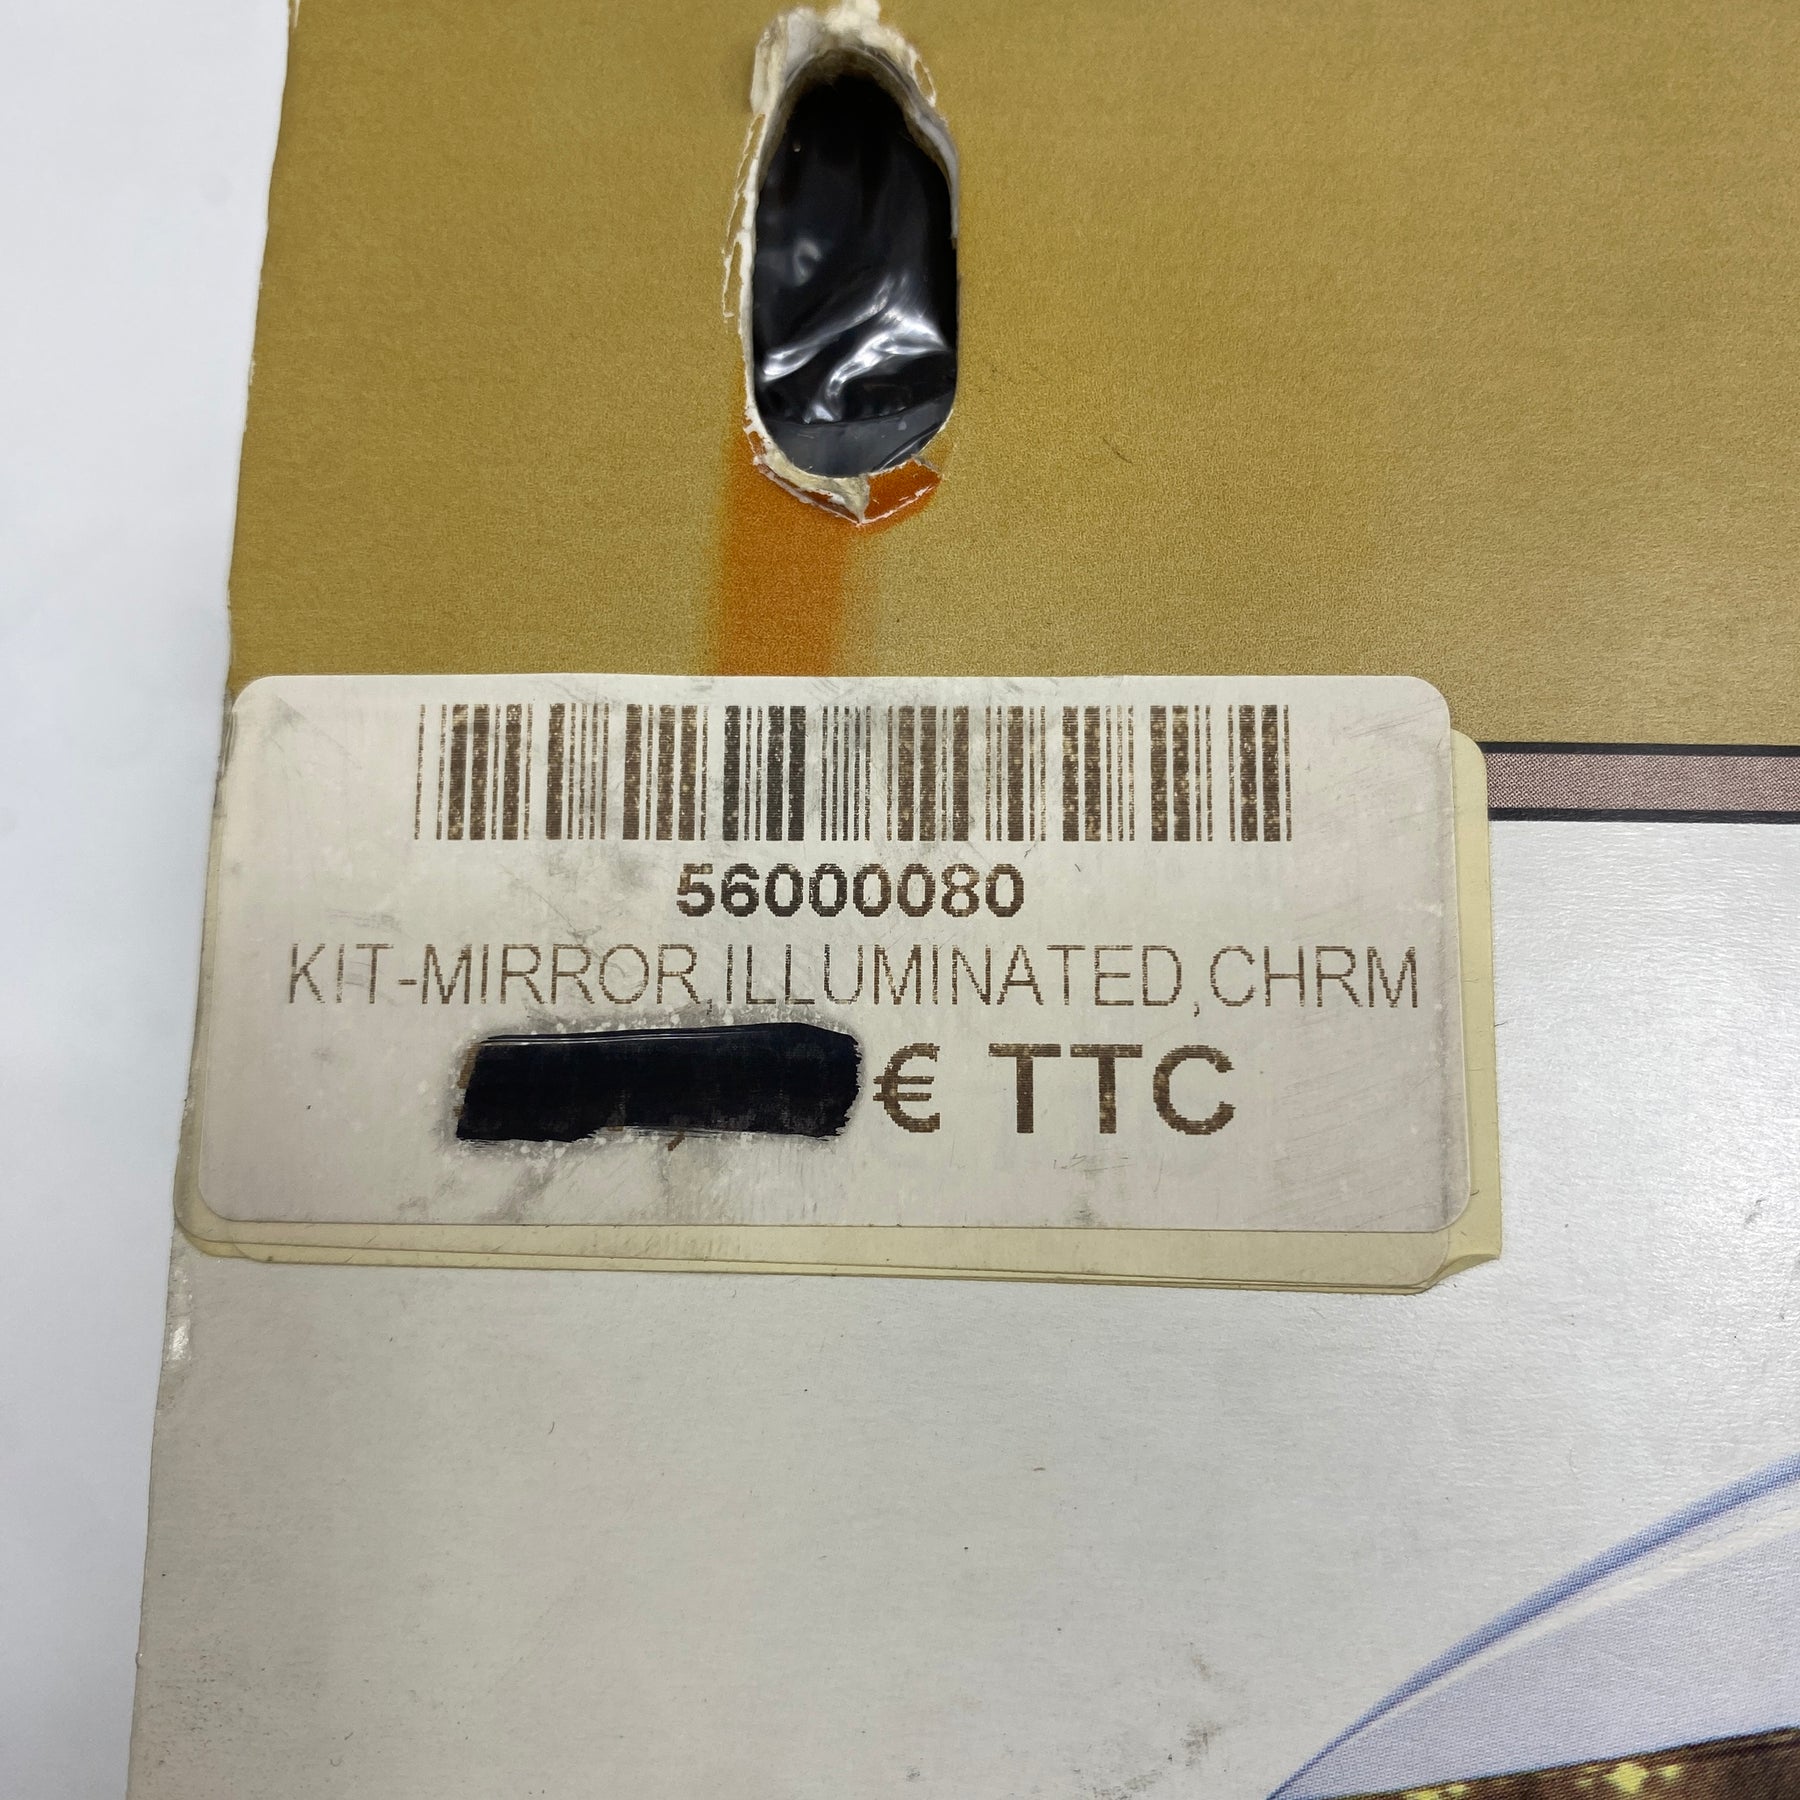 56000080
KIT-MIRROR,ILLUMINATED,CHRM
€ TTC